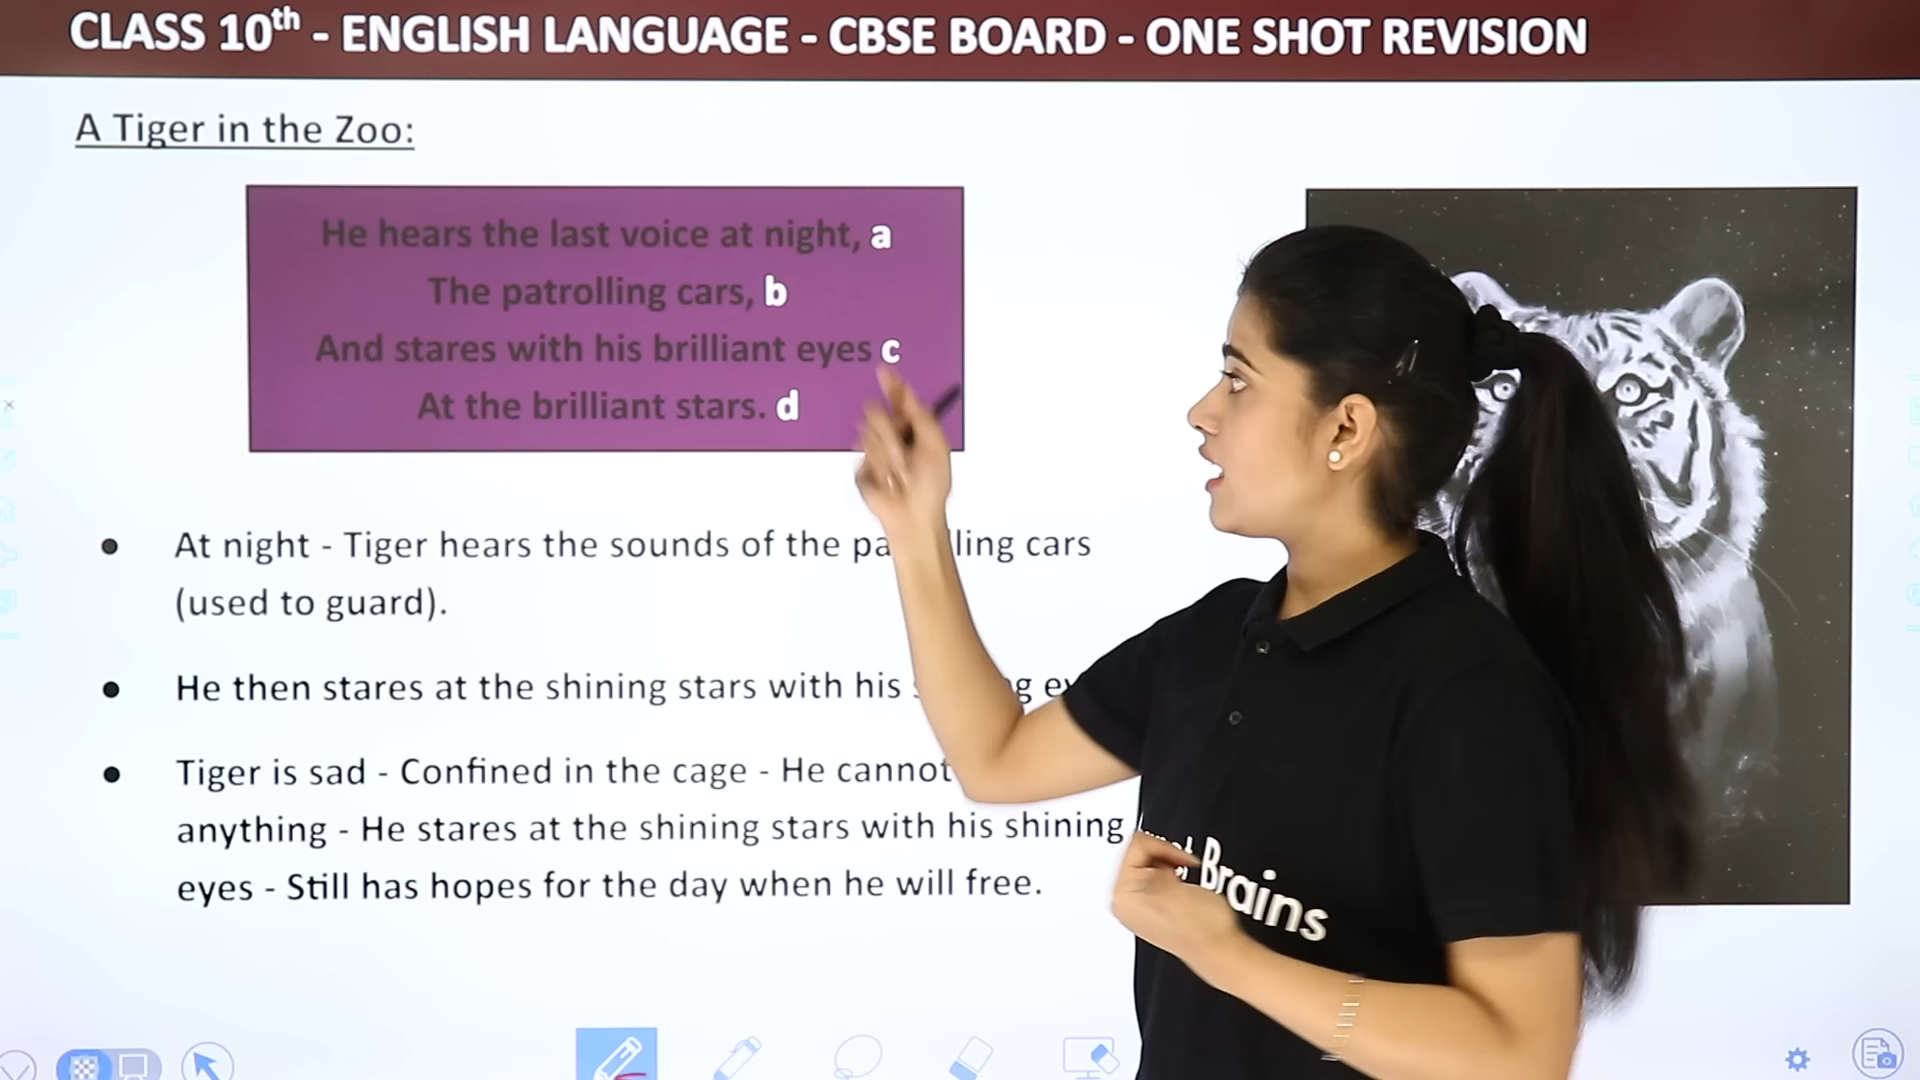 CLASS 10th - ENGLISH LANGUAGE - CBSE BOARD - ONE SHOT REVISION
A Tiger in the Zoo:
He hears the last voice at night, a
The patrolling cars, b
And stares with his brilliant eyes c
At the brilliant stars. d
● At night - Tiger hears the sounds of the cars
(used to guard).
● He then stares at the shining stars with his
● Tiger is sad - Confined in the cage - He cannot
anything - He stares at the shining stars with his shining
eyes - Still has hopes for the day when he will free.
Brains